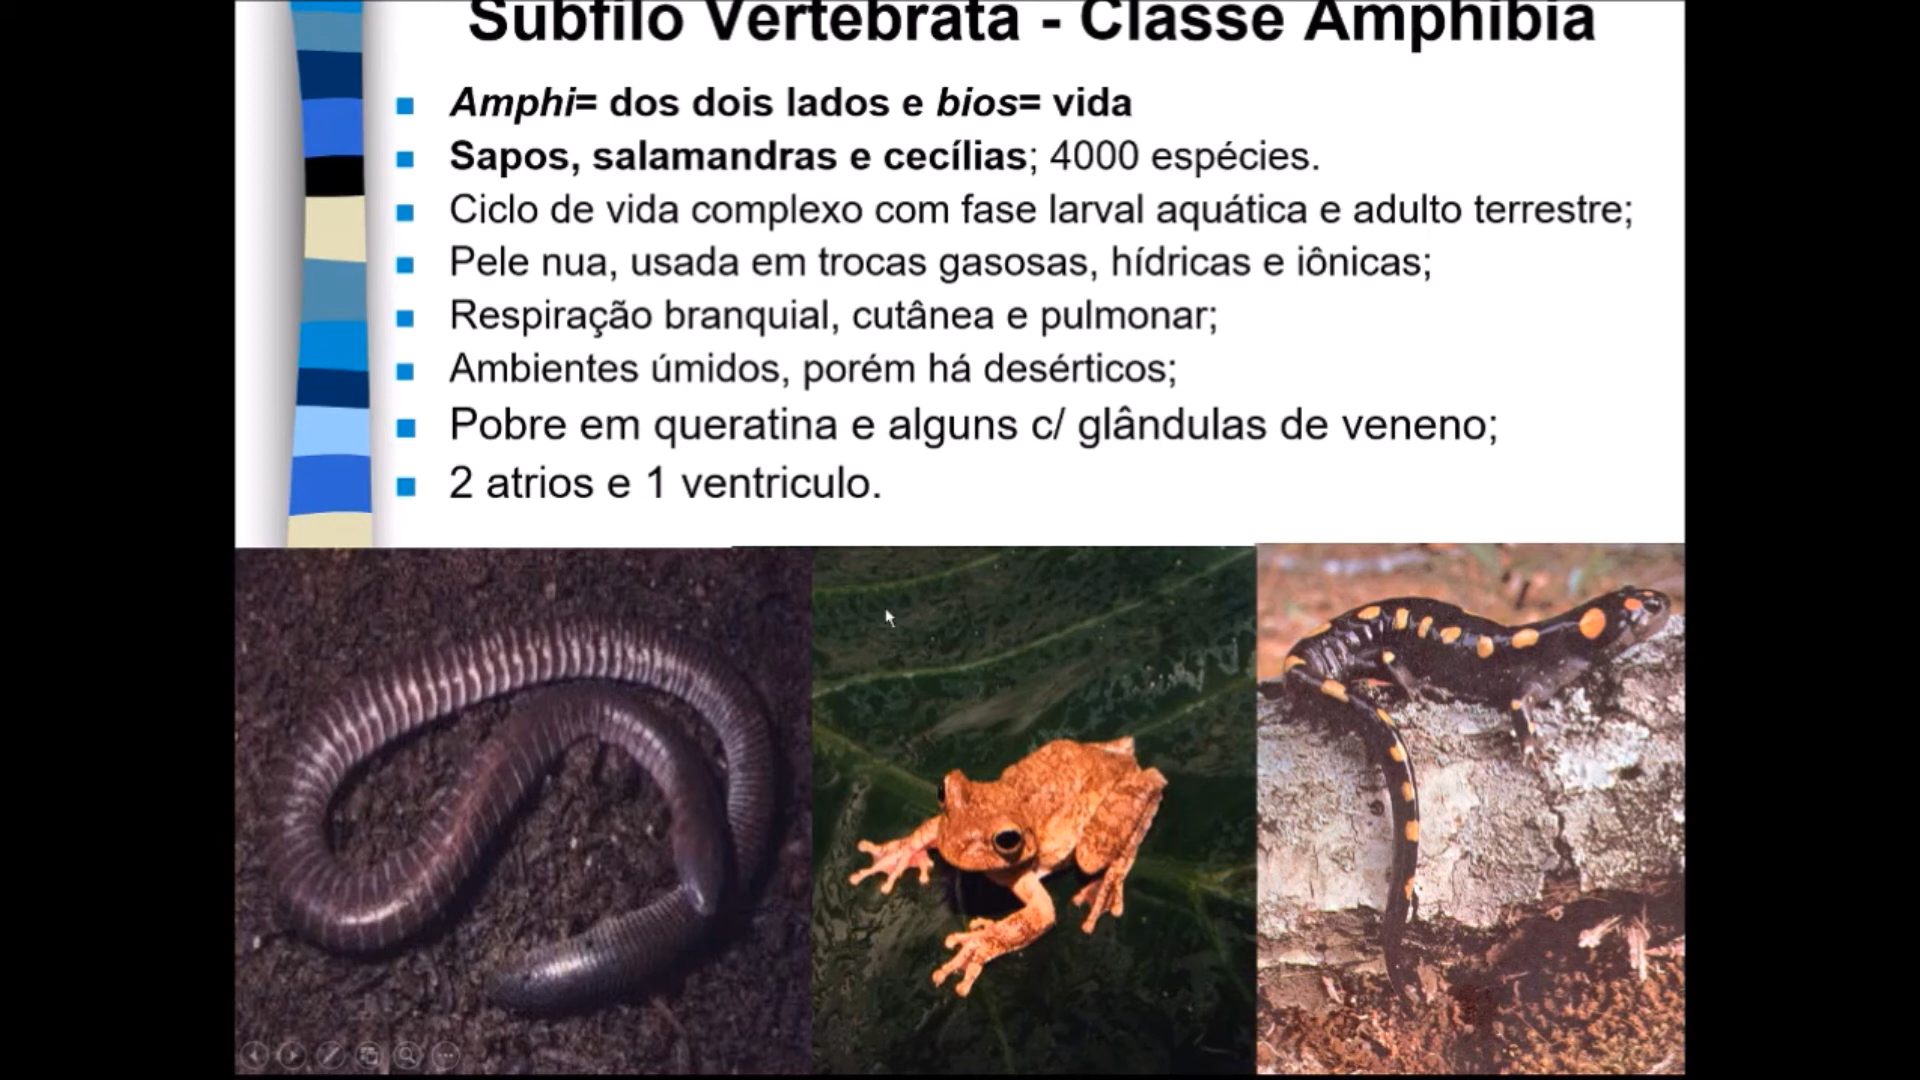 Subfilo Vertebrata - Classe Amphibia
Amphi= dos dois lados e bios= vida
Sapos, salamandras e cecílias; 4000 espécies.
Ciclo de vida complexo com fase larval aquática e adulto terrestre;
Pele nua, usada em trocas gasosas, hídricas e iônicas;
Respiração branquial, cutânea e pulmonar;
Ambientes úmidos, porém há desérticos;
Pobre em queratina e alguns c/ glândulas de veneno;
2 atrios e 1 ventriculo.